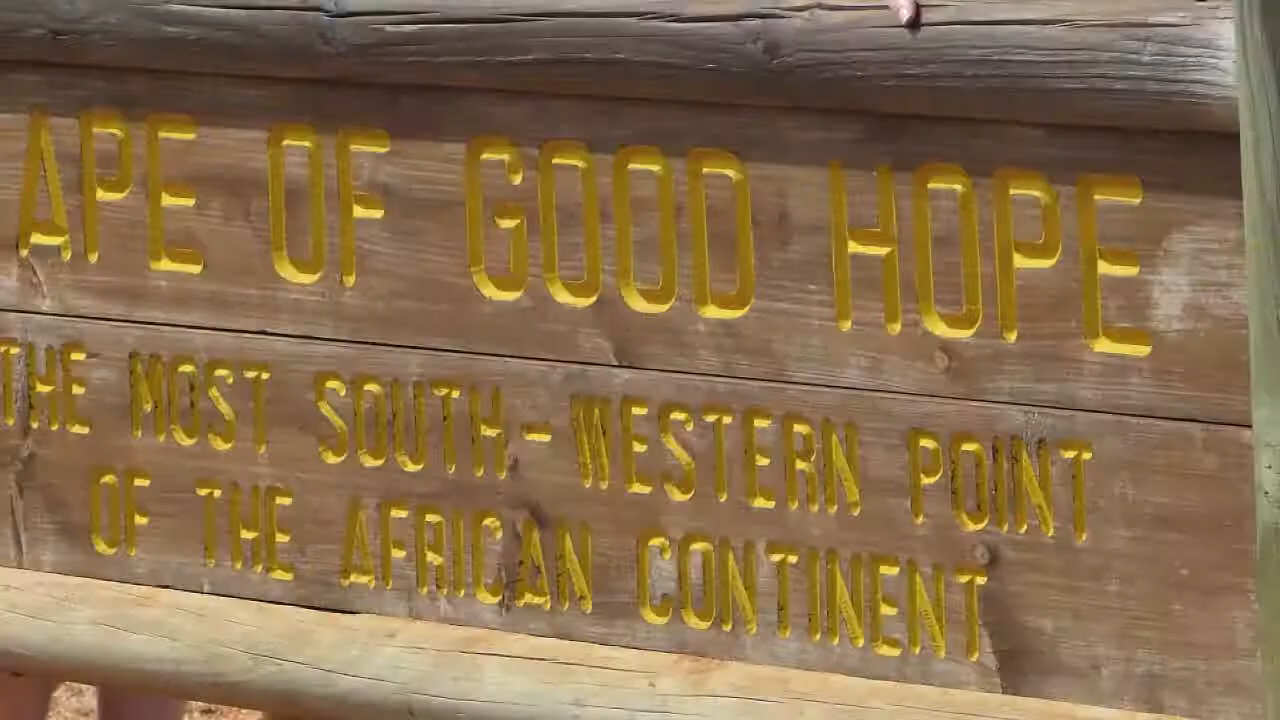 APE OF GOOD HOPE
THE MOST SOUTH-WESTERN POINT
OF THE AFRICAN CONTINENT